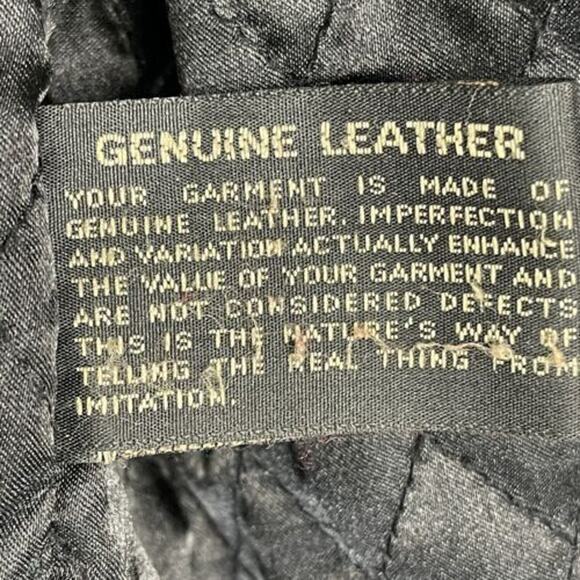 GENUINE LEATHER
YOUR GARMENT IS MADE OF
GENUINE LEATHER. IMPERFECTION
AND VARIATION ACTUALLY ENHANCE
THE VALUE OF YOUR GARMENT AND
ARE NOT CONSIDERED DEFECTS
THIS IS THE NATURE'S WAY OF
TELLING THE REAL THING FROM
IMITATION.